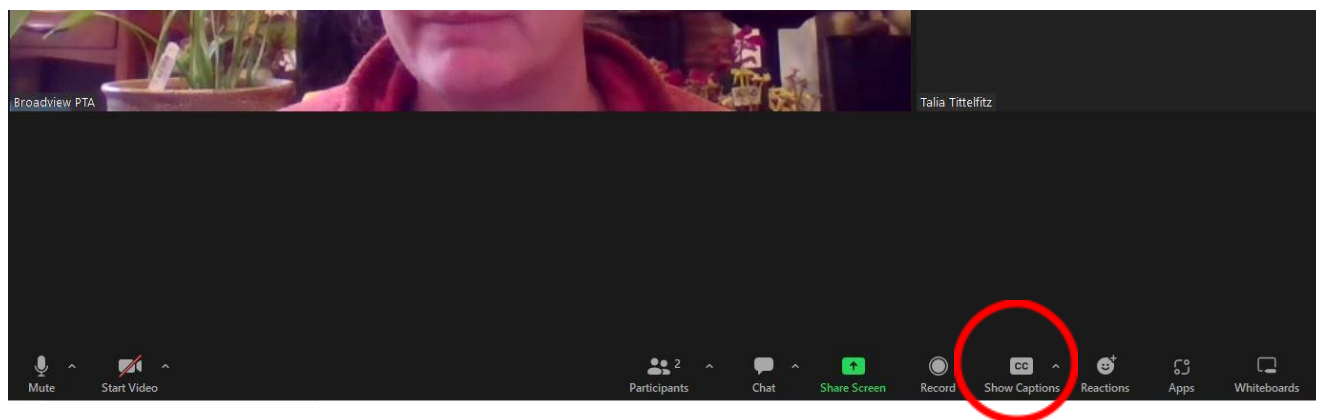 Broadview PTA
Talia Tittelfitz
2
CC
Mute
Start Video
Participants
Chat
Share Screen
Record
Show Captions
Reactions
Apps
Whiteboards